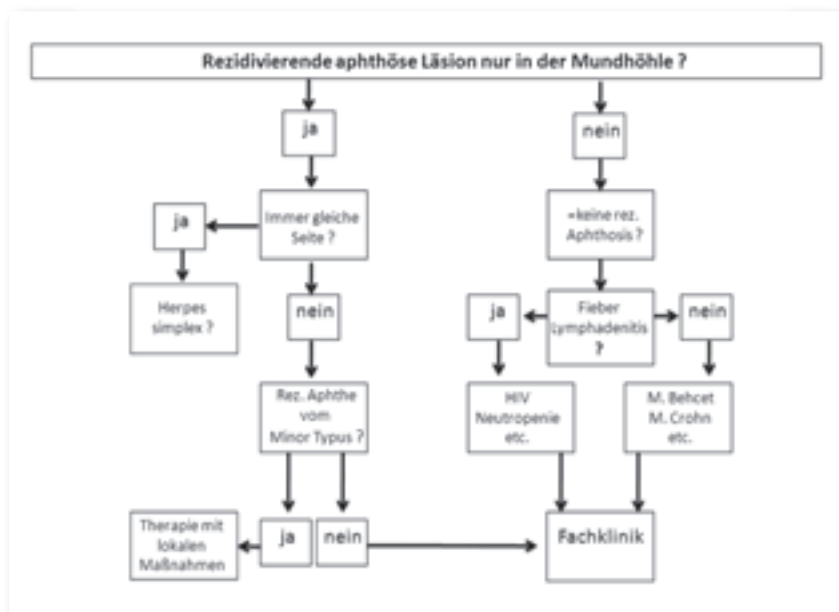 Rezidivierende aphthöse Läsion nur in der Mundhöhle ?
ja
nein
Immer gleiche
Seite ?
ja
Herpes
simplex ?
nein
Rez. Aphthe
vom
Minor Typus ?
ja
nein
Therapie mit
lokalen
Maßnahmen
=keine rez.
Aphthosis ?
Fieber
Lymphadenitis
?
ja
nein
HIV
Neutropenie
etc.
M. Behcet
M. Crohn
etc.
Fachklinik